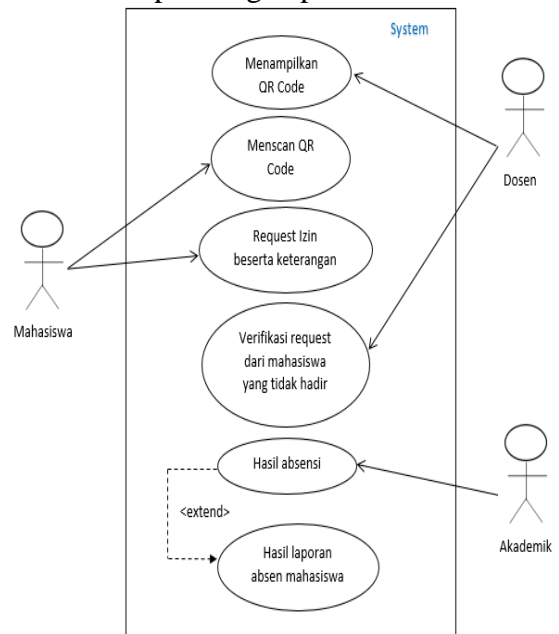 System
Menampilkan
QR Code
Menscan QR
Code
Dosen
Request Izin
beserta keterangan
Mahasiswa
Verifikasi request
dari mahasiswa
yang tidak hadir
Hasil absensi
<extend>
Akademik
Hasil laporan
absen mahasiswa